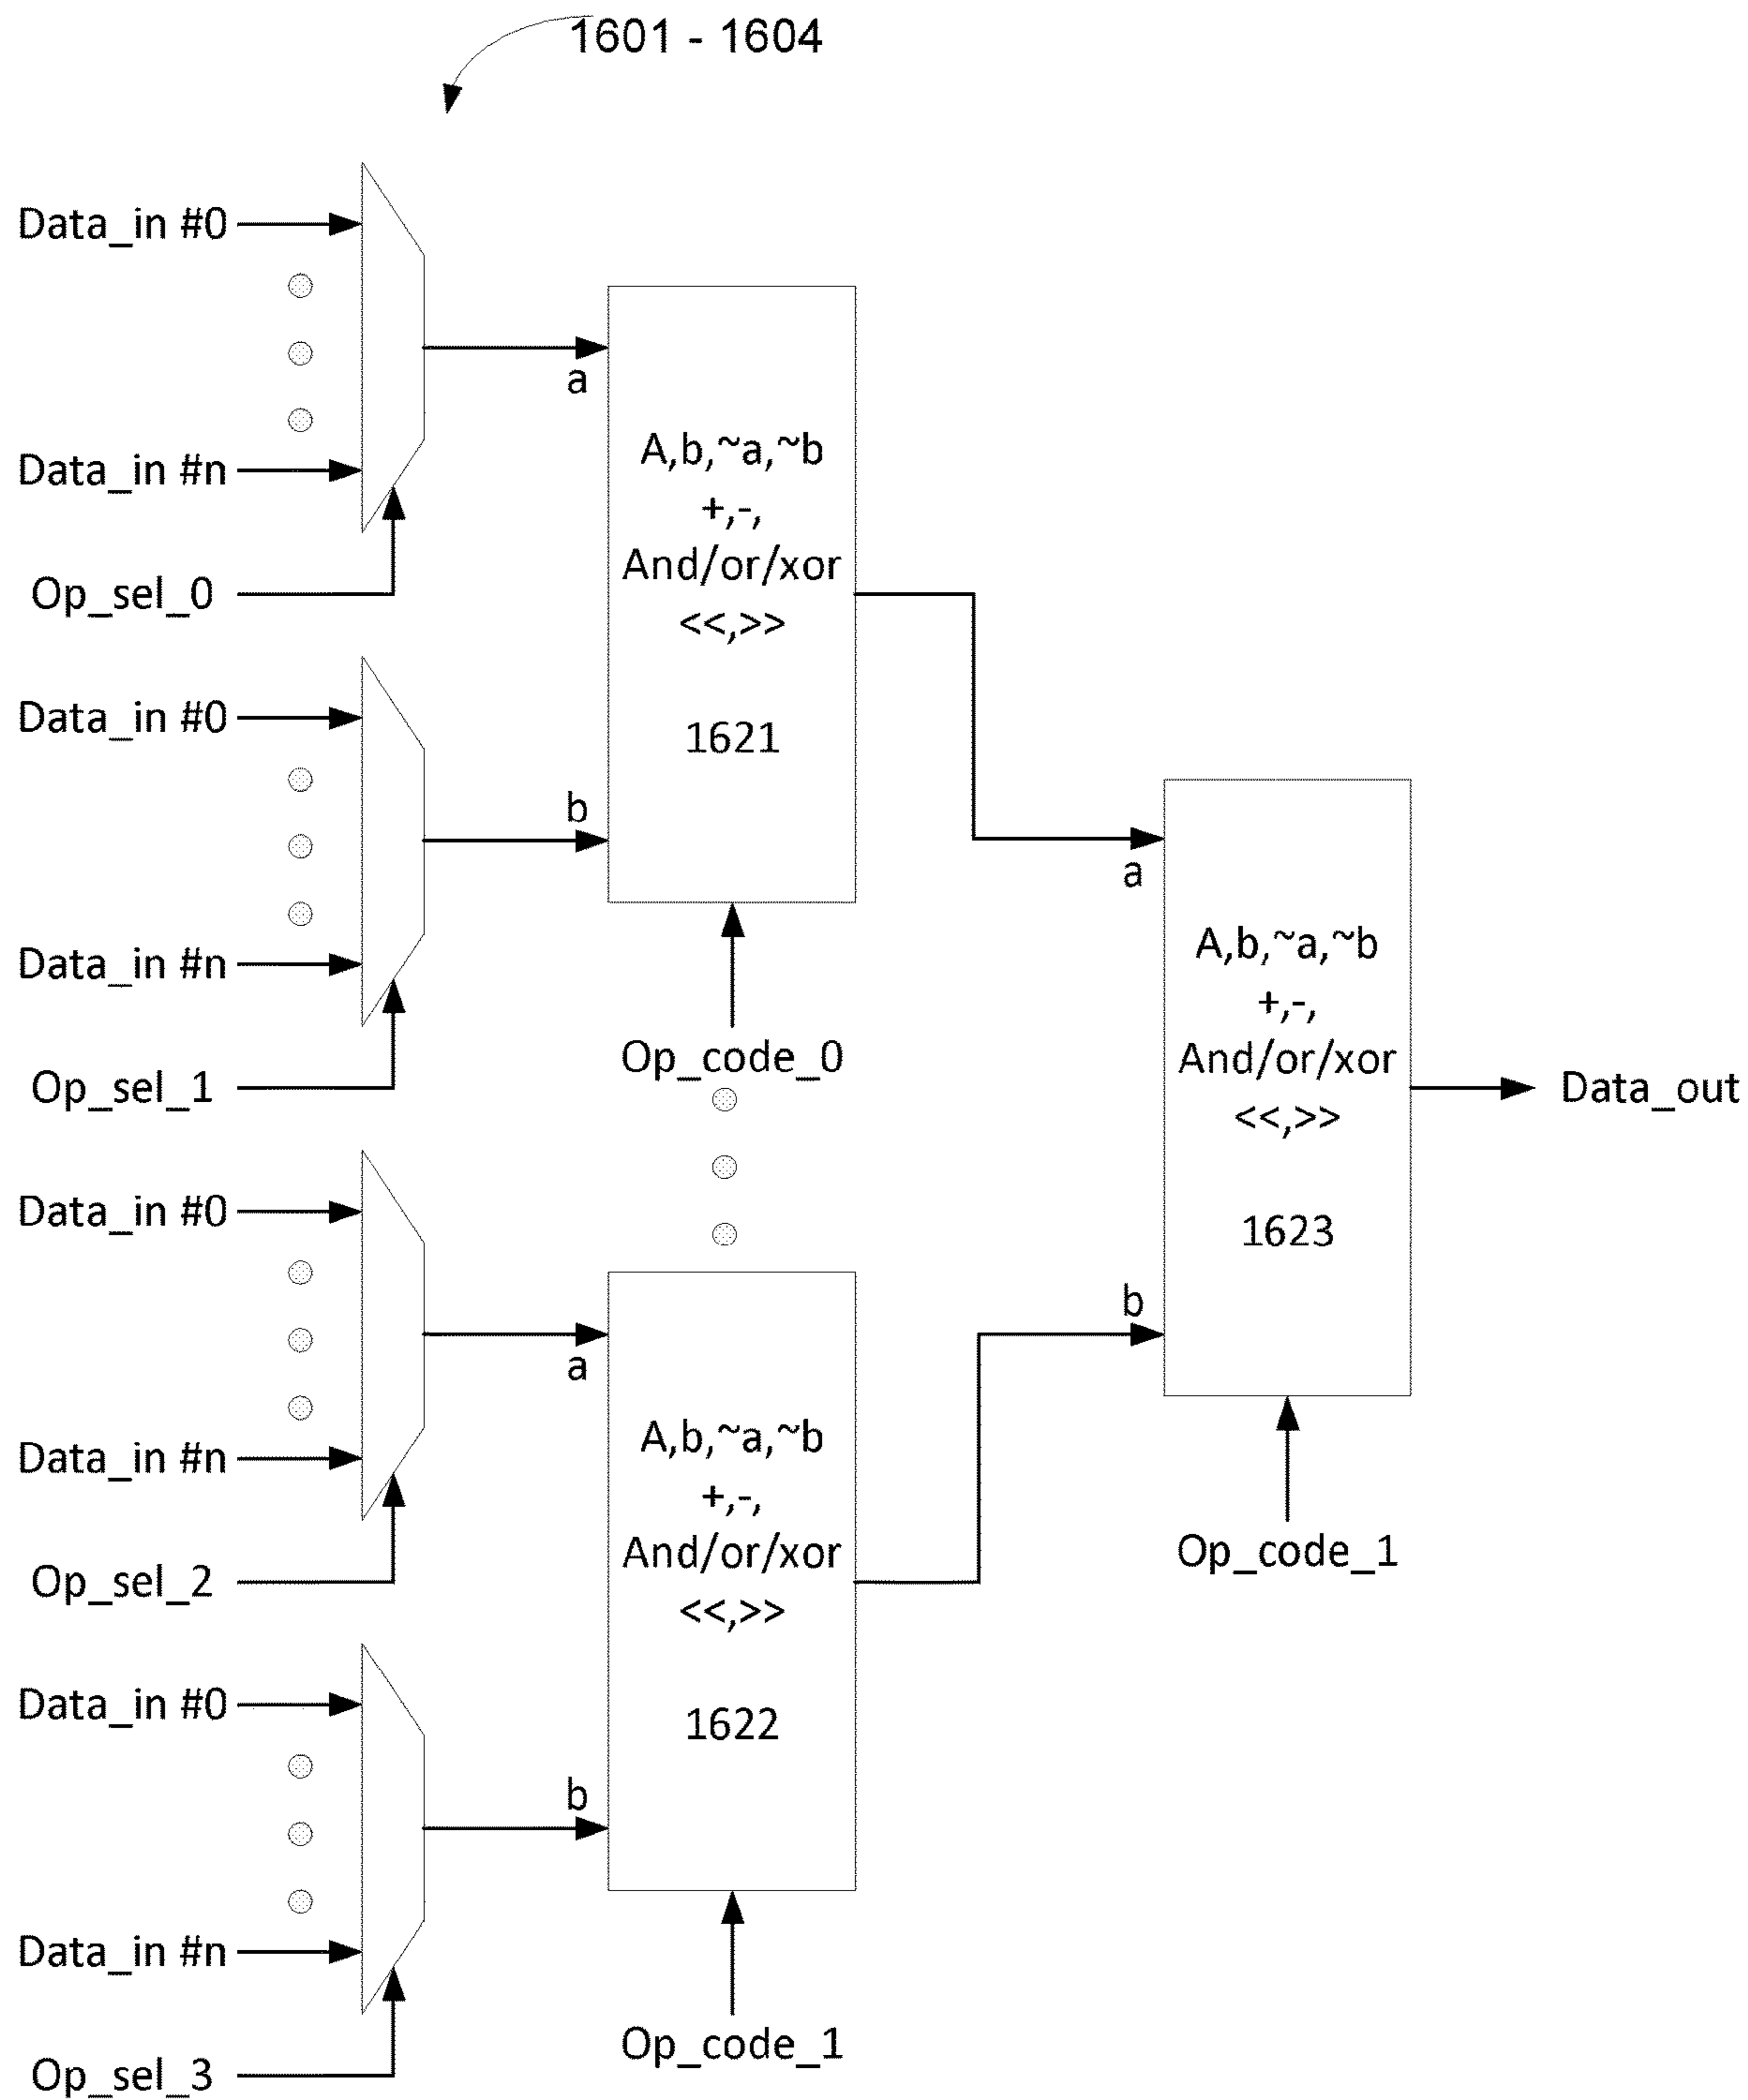 1601 - 1604
Data_in #0
Data_in #n
Op_sel_0
a
A,b,~a,~b
+,-,
And/or/xor
<<,>>
1621
Data_in #0
b
Data_in #n
Op_sel_1
Op_code_0
a
A,b,~a,~b
+,-,
And/or/xor
<<,>>
1623
Data_out
b
Op_code_1
Data_in #0
a
Data_in #n
Op_sel_2
A,b,~a,~b
+,-,
And/or/xor
<<,>>
1622
Data_in #0
b
Data_in #n
Op_sel_3
Op_code_1